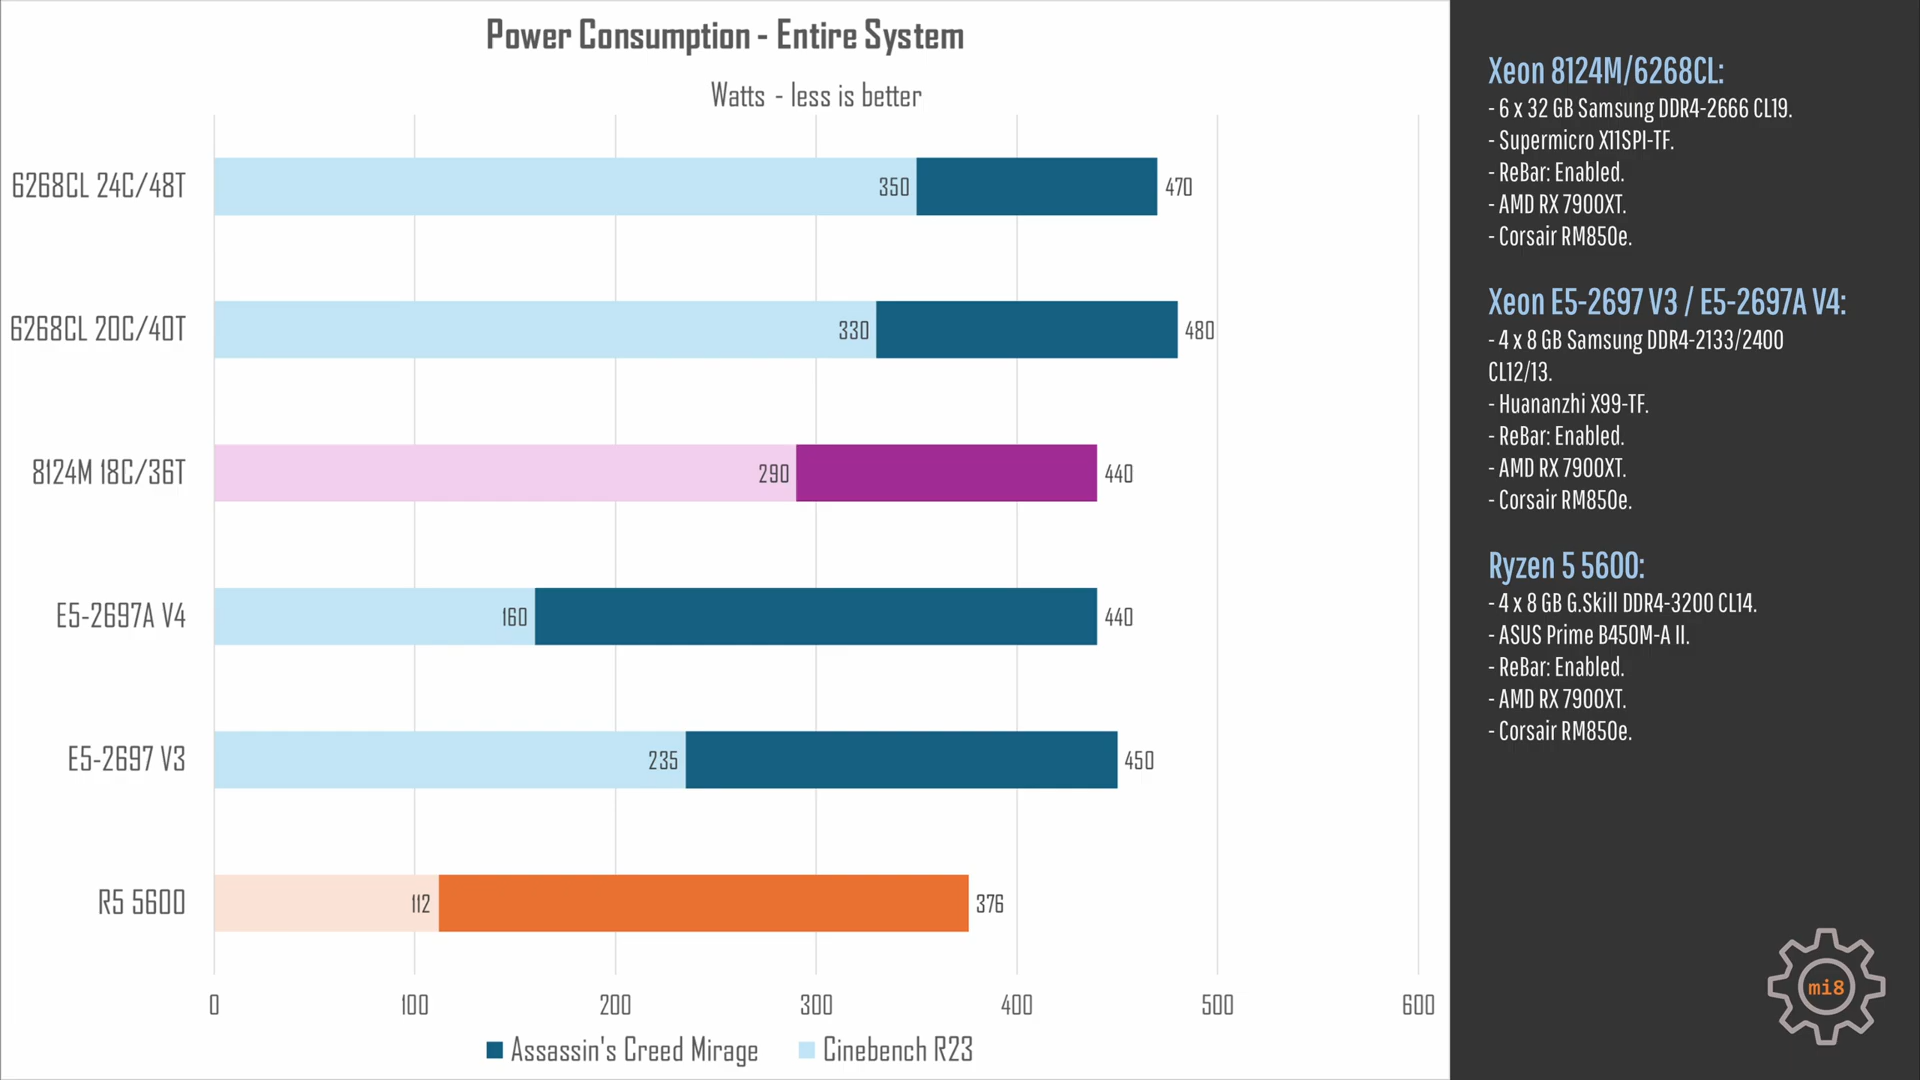 Power Consumption - Entire System
Watts - less is better
6268CL 24C/48T
350
470
6268CL 20C/40T
330
480
8124M 18C/36T
290
440
E5-2697A V4
160
440
E5-2697 V3
235
450
R5 5600
112
376
0 100 200 300 400 500 600
Assassin's Creed Mirage
Cinebench R23
Xeon 8124M/6268CL:
- 6 x 32 GB Samsung DDR4-2666 CL19.
- Supermicro X11SPI-TF.
- ReBar: Enabled.
- AMD RX 7900XT.
- Corsair RM850e.
Xeon E5-2697 V3 / E5-2697A V4:
- 4 x 8 GB Samsung DDR4-2133/2400
CL12/13.
- Huananzhi X99-TF.
- ReBar: Enabled.
- AMD RX 7900XT.
- Corsair RM850e.
Ryzen 5 5600:
- 4 x 8 GB G.Skill DDR4-3200 CL14.
- ASUS Prime B450M-A II.
- ReBar: Enabled.
- AMD RX 7900XT.
- Corsair RM850e.
mi8